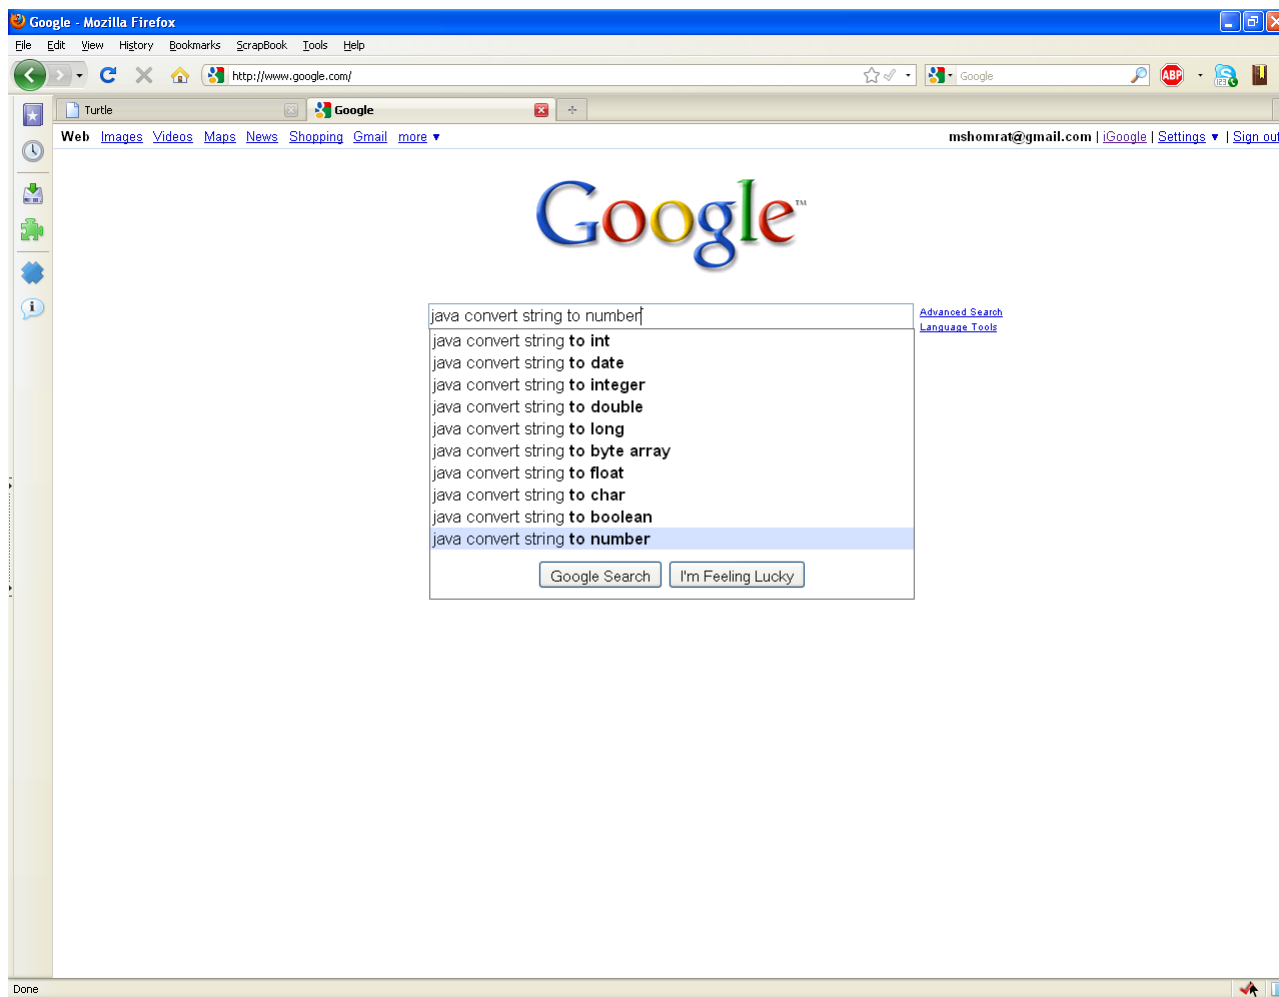 Google - Mozilla Firefox
File Edit View History Bookmarks ScrapBook Tools Help
http://www.google.com/ Google ABP 123
Turtle Google
Web Images Videos Maps News Shopping Gmail more ▼ mshomrat@gmail.com | iGoogle | Settings ▼ | Sign out
Google™
java convert string to number Advanced Search
Language Tools
java convert string to int
java convert string to date
java convert string to integer
java convert string to double
java convert string to long
java convert string to byte array
java convert string to float
java convert string to char
java convert string to boolean
java convert string to number
Google Search I'm Feeling Lucky
Done